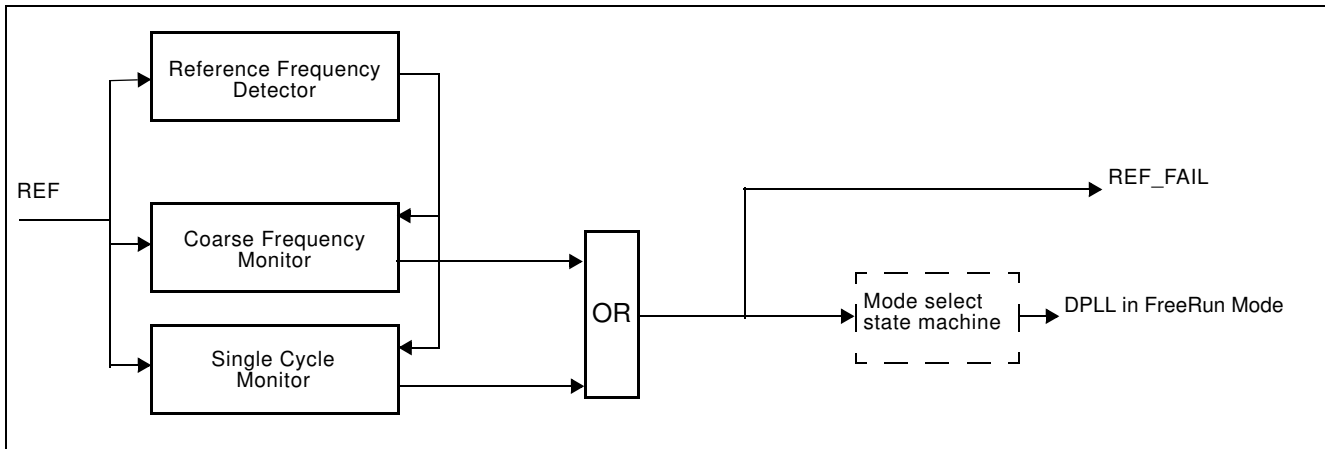 Reference Frequency
Detector
REF
Coarse Frequency
Monitor
Single Cycle
Monitor
OR
REF_FAIL
Mode select
state machine
DPLL in FreeRun Mode